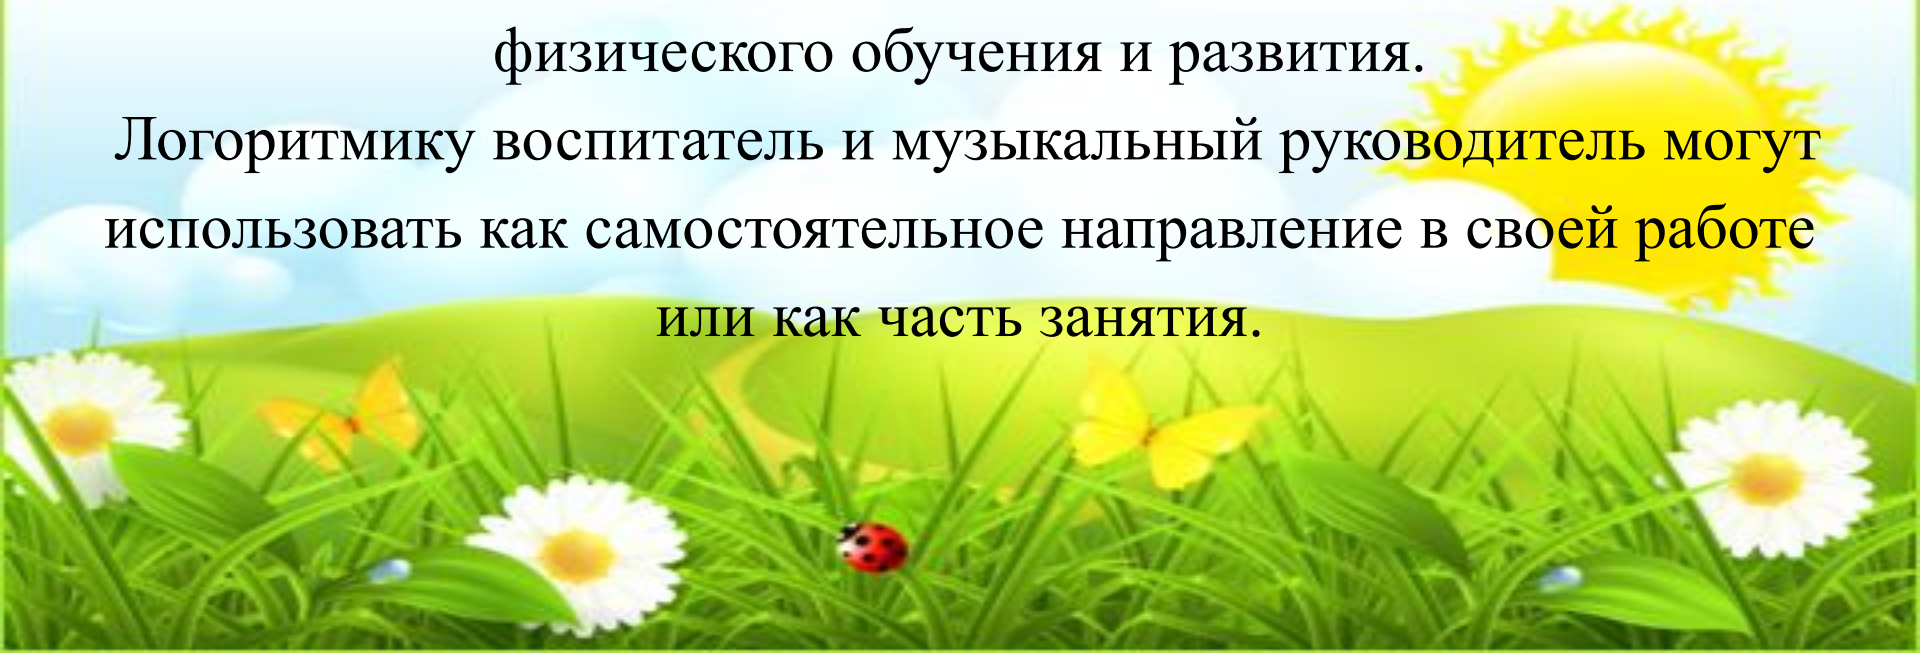 физического обучения и развития.
Логоритмику воспитатель и музыкальный руководитель могут
использовать как самостоятельное направление в своей работе
или как часть занятия.